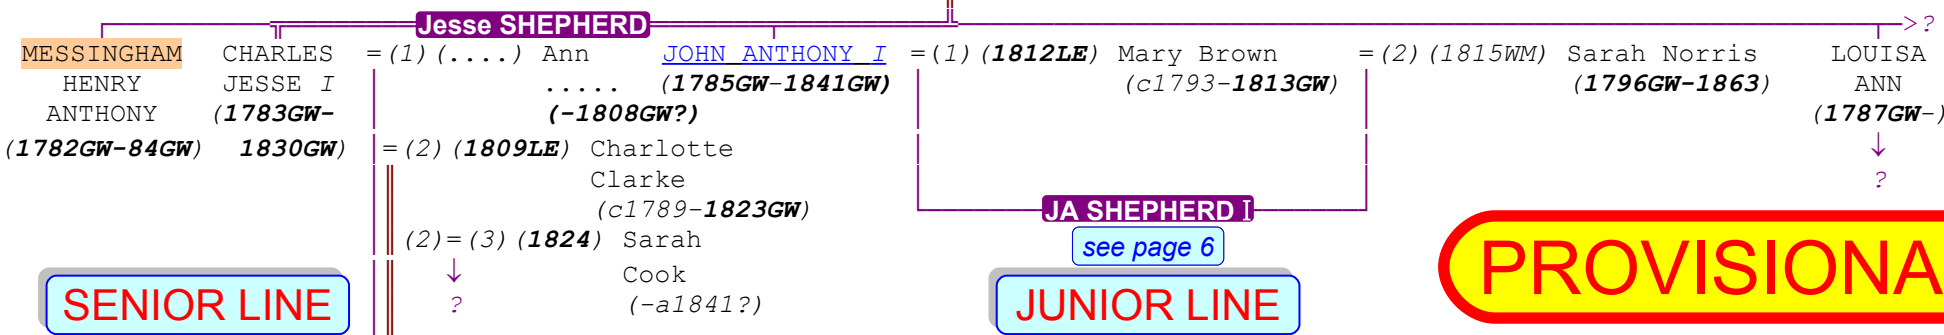 Jesse SHEPHERD >?
MESSINGHAM CHARLES =(1)(....) Ann JOHN ANTHONY I =(1)(1812LE) Mary Brown =(2)(1815WM) Sarah Norris LOUISA
HENRY JESSE I ..... (1785GW-1841GW) (c1793-1813GW) (1796GW-1863) ANN
ANTHONY (1783GW- (-1808GW?) (1787GW-)
(1782GW-84GW) 1830GW) =(2)(1809LE) Charlotte ↓
Clarke ?
(c1789-1823GW) JA SHEPHERD I
(2)=(3)(1824) Sarah see page 6
↓ Cook
? (-a1841?)
SENIOR LINE JUNIOR LINE PROVISIONA